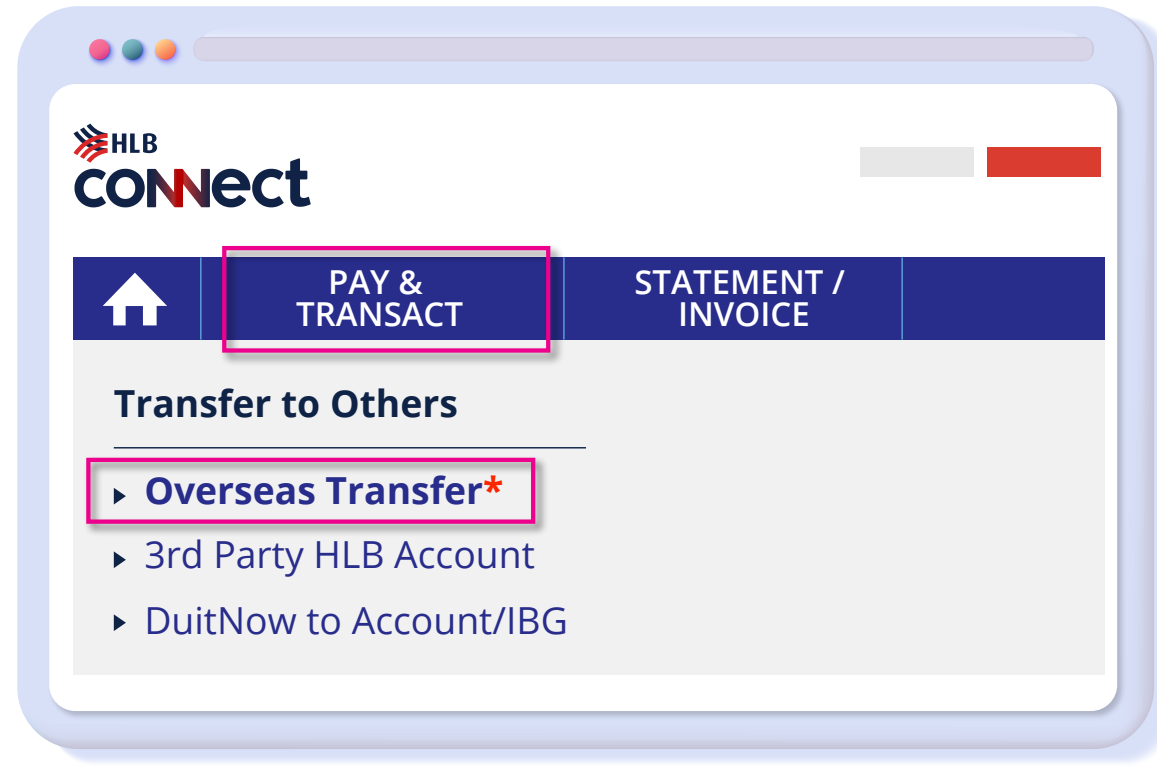 HLB
CONNect
PAY &
TRANSACT
STATEMENT /
INVOICE
Transfer to Others
Overseas Transfer*
3rd Party HLB Account
DuitNow to Account/IBG